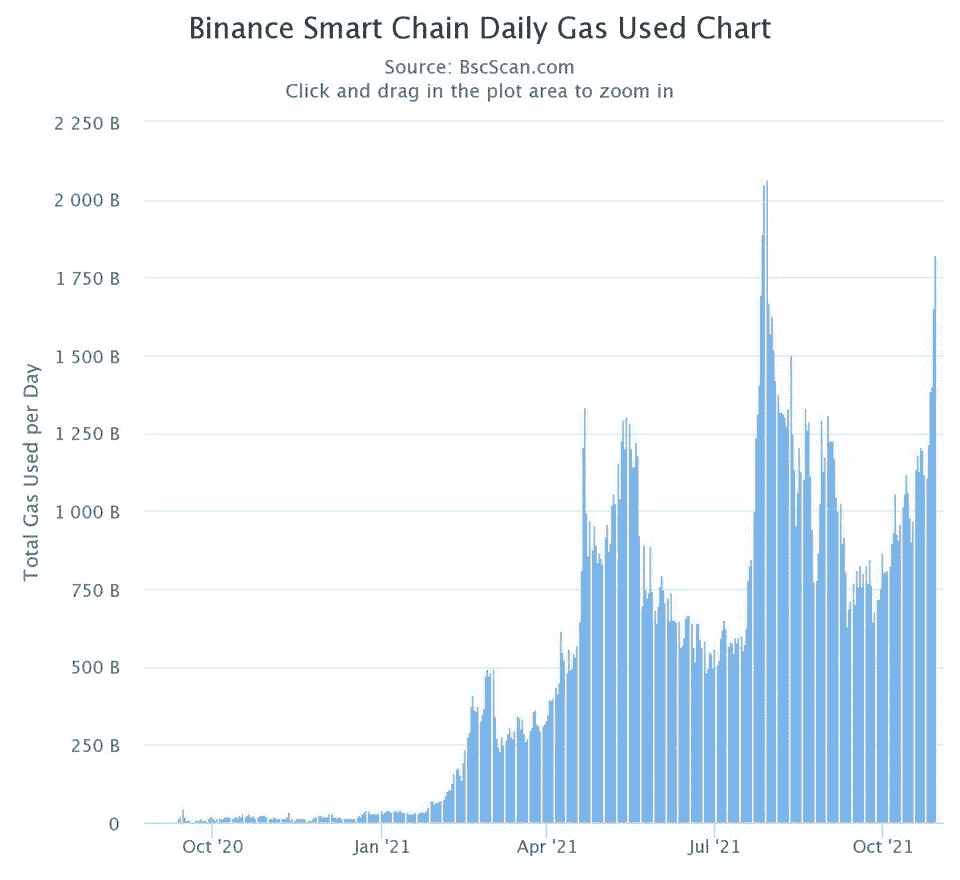 Binance Smart Chain Daily Gas Used Chart
Source: BscScan.com
Click and drag in the plot area to zoom in
Total Gas Used per Day
2 250 B
2 000 B
1 750 B
1 500 B
1 250 B
1 000 B
750 B
500 B
250 B
0
Oct '20
Jan '21
Apr '21
Jul '21
Oct '21